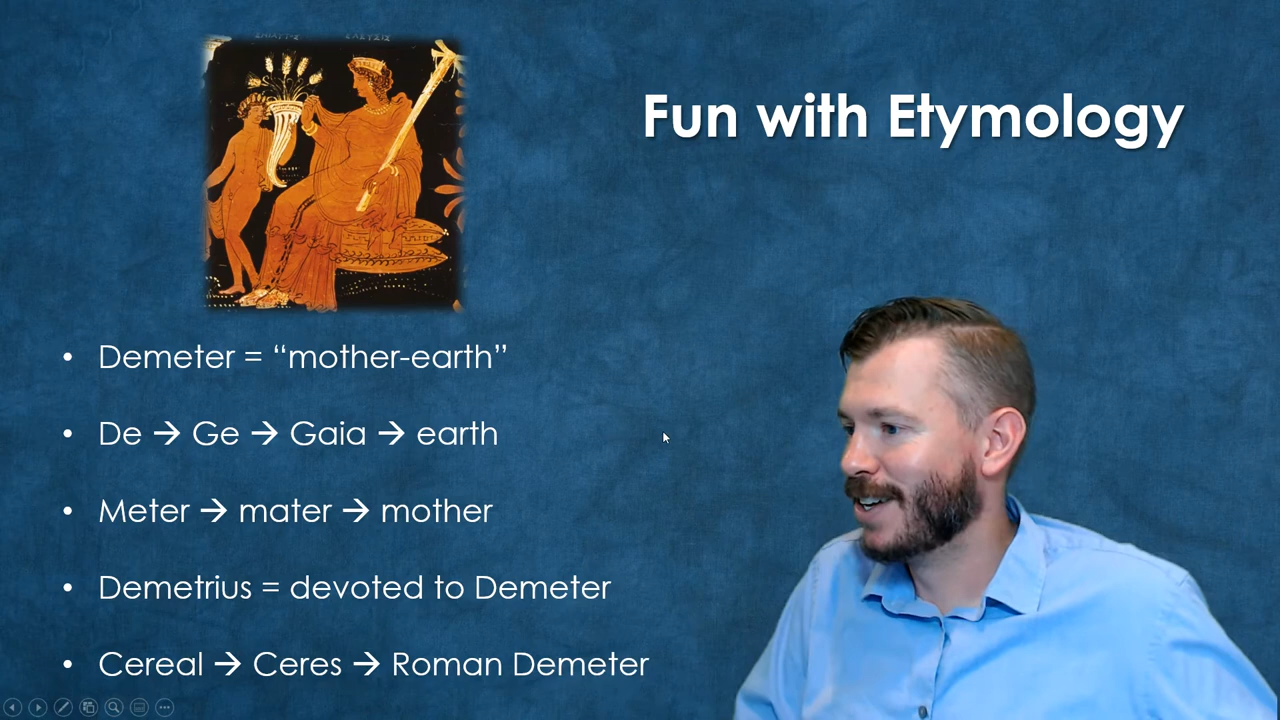 Fun with Etymology
• Demeter = “mother-earth”
• De → Ge → Gaia → earth
• Meter → mater → mother
• Demetrius = devoted to Demeter
• Cereal → Ceres → Roman Demeter